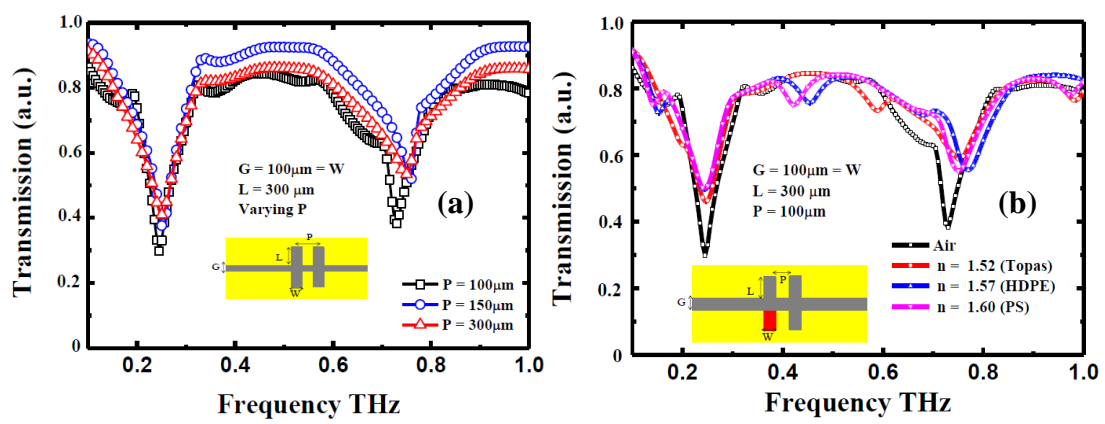 1.0
0.8
0.6
0.4
0.2
0
Transmission (a.u.)
G = 100μm = W
L = 300 μm
Varying P
(a)
P
L
G
W
P = 100μm
P = 150μm
P = 300μm
0.2
0.4
0.6
0.8
1.0
Frequency THz
1.0
0.8
0.6
0.4
0.2
0
Transmission (a.u.)
G = 100μm = W
L = 300 μm
P = 100μm
(b)
P
L
G
W
Air
n = 1.52 (Topas)
n = 1.57 (HDPE)
n = 1.60 (PS)
0.2
0.4
0.6
0.8
1.0
Frequency THz